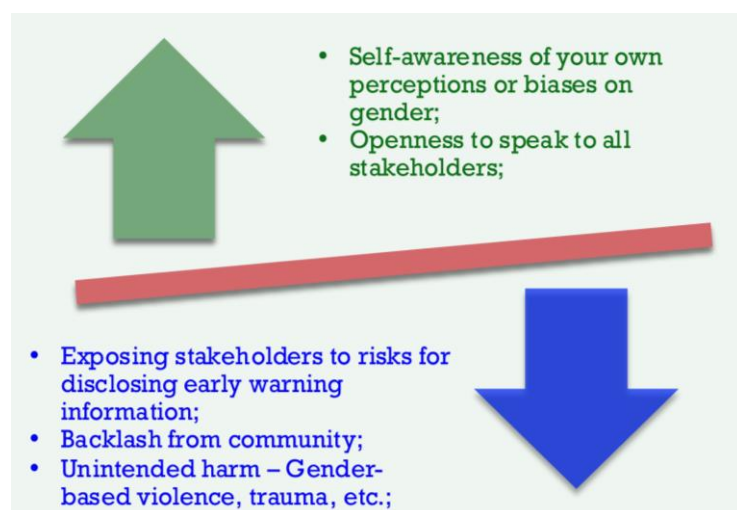 • Self-awareness of your own
perceptions or biases on
gender;
• Openness to speak to all
stakeholders;
• Exposing stakeholders to risks for
disclosing early warning
information;
• Backlash from community;
• Unintended harm – Gender-
based violence, trauma, etc.;